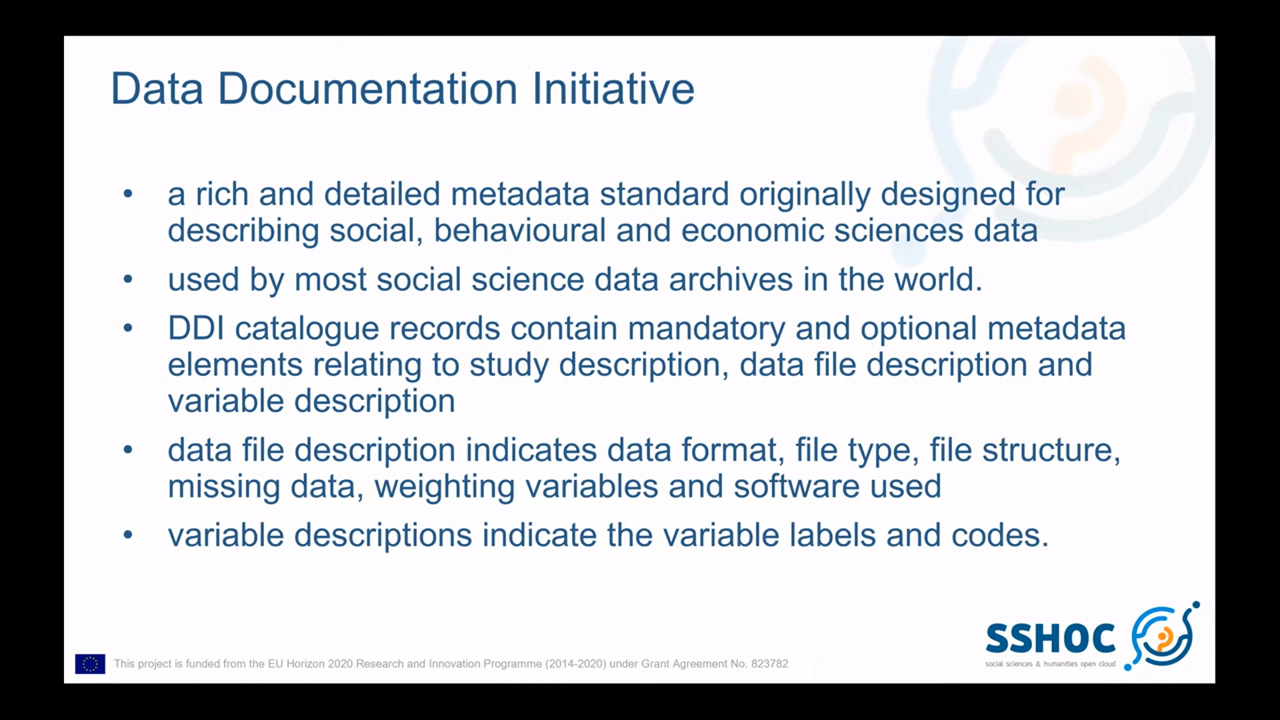 Data Documentation Initiative
• a rich and detailed metadata standard originally designed for
describing social, behavioural and economic sciences data
• used by most social science data archives in the world.
• DDI catalogue records contain mandatory and optional metadata
elements relating to study description, data file description and
variable description
• data file description indicates data format, file type, file structure,
missing data, weighting variables and software used
• variable descriptions indicate the variable labels and codes.
SSHOC
social sciences & humanities open cloud
This project is funded from the EU Horizon 2020 Research and Innovation Programme (2014-2020) under Grant Agreement No. 823782